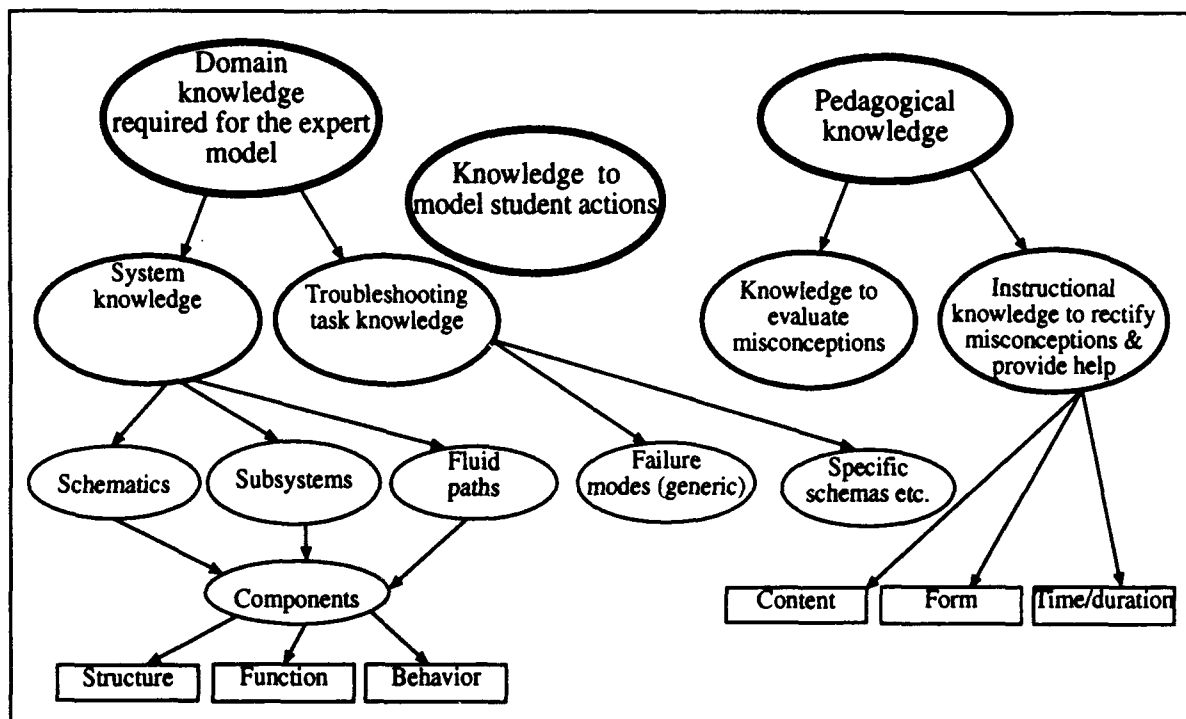 Domain
knowledge
required for the expert
model
Knowledge to
model student actions
Pedagogical
knowledge
System
knowledge
Troubleshooting
task knowledge
Knowledge to
evaluate
misconceptions
Instructional
knowledge to rectify
misconceptions &
provide help
Schematics
Subsystems
Fluid
paths
Failure
modes (generic)
Specific
schemas etc.
Components
Content
Form
Time/duration
Structure
Function
Behavior